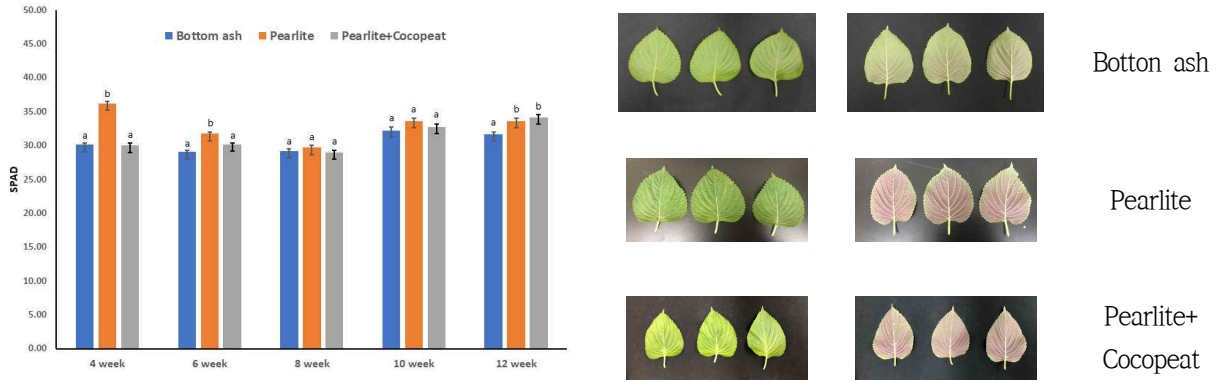 50.00
45.00
40.00
35.00
30.00
25.00
20.00
15.00
10.00
5.00
0.00
SPAD
Bottom ash Pearlite Pearlite+Cocopeat
a b a
a b a
a a a
a a a
a b b
4 week 6 week 8 week 10 week 12 week
Botton ash
Pearlite
Pearlite+
Cocopeat